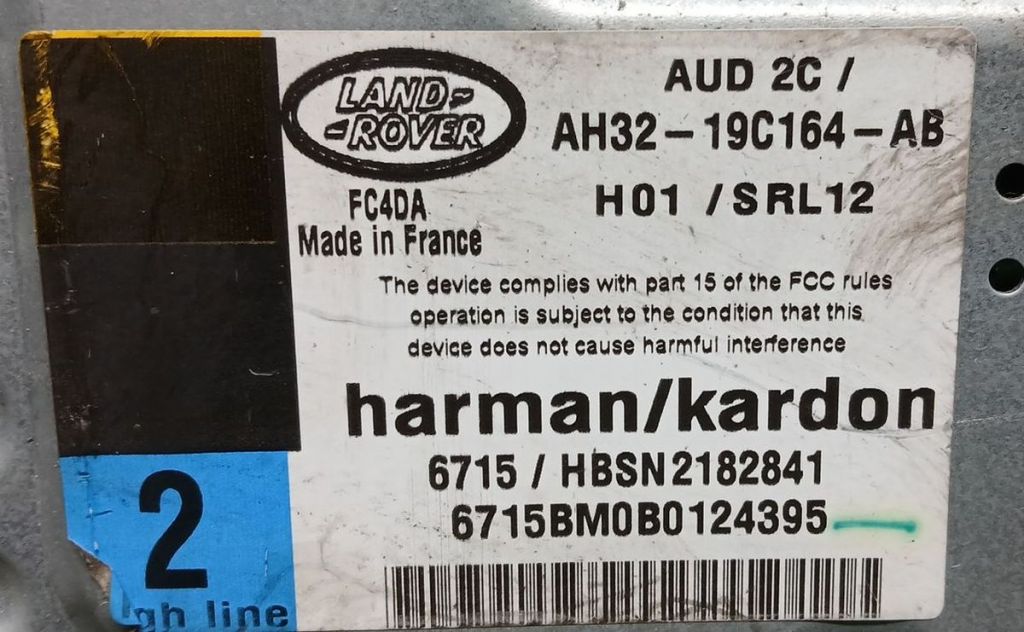 LAND-
-ROVER
FC4DA
Made in France
AUD 2C /
AH32-19C164-AB
H01 /SRL12
The device complies with part 15 of the FCC rules
operation is subject to the condition that this
device does not cause harmful interference
harman/kardon
6715 / HBSN2182841
6715BM0B0124395
2
line